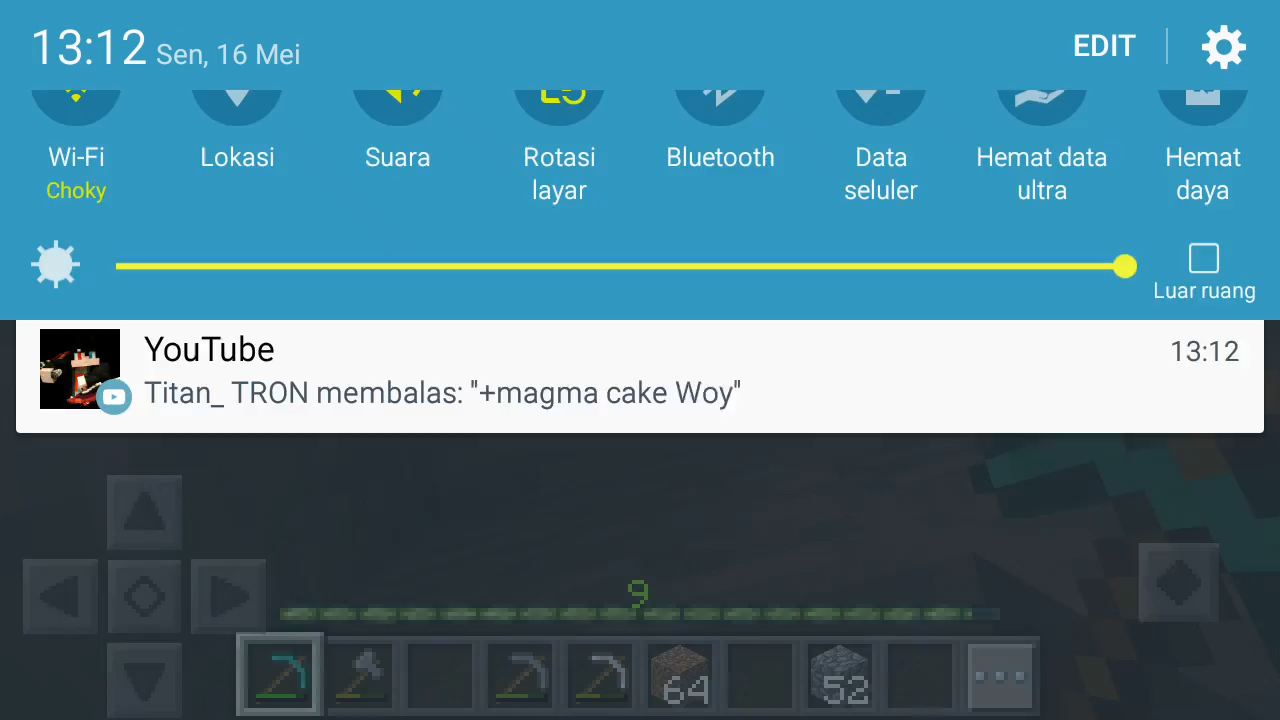 13:12 Sen, 16 Mei EDIT
Wi-Fi Lokasi Suara Rotasi layar Bluetooth Data seluler Hemat data ultra Hemat daya
Choky
Luar ruang
YouTube 13:12
Titan_ TRON membalas: "+magma cake Woy"
9
64 52